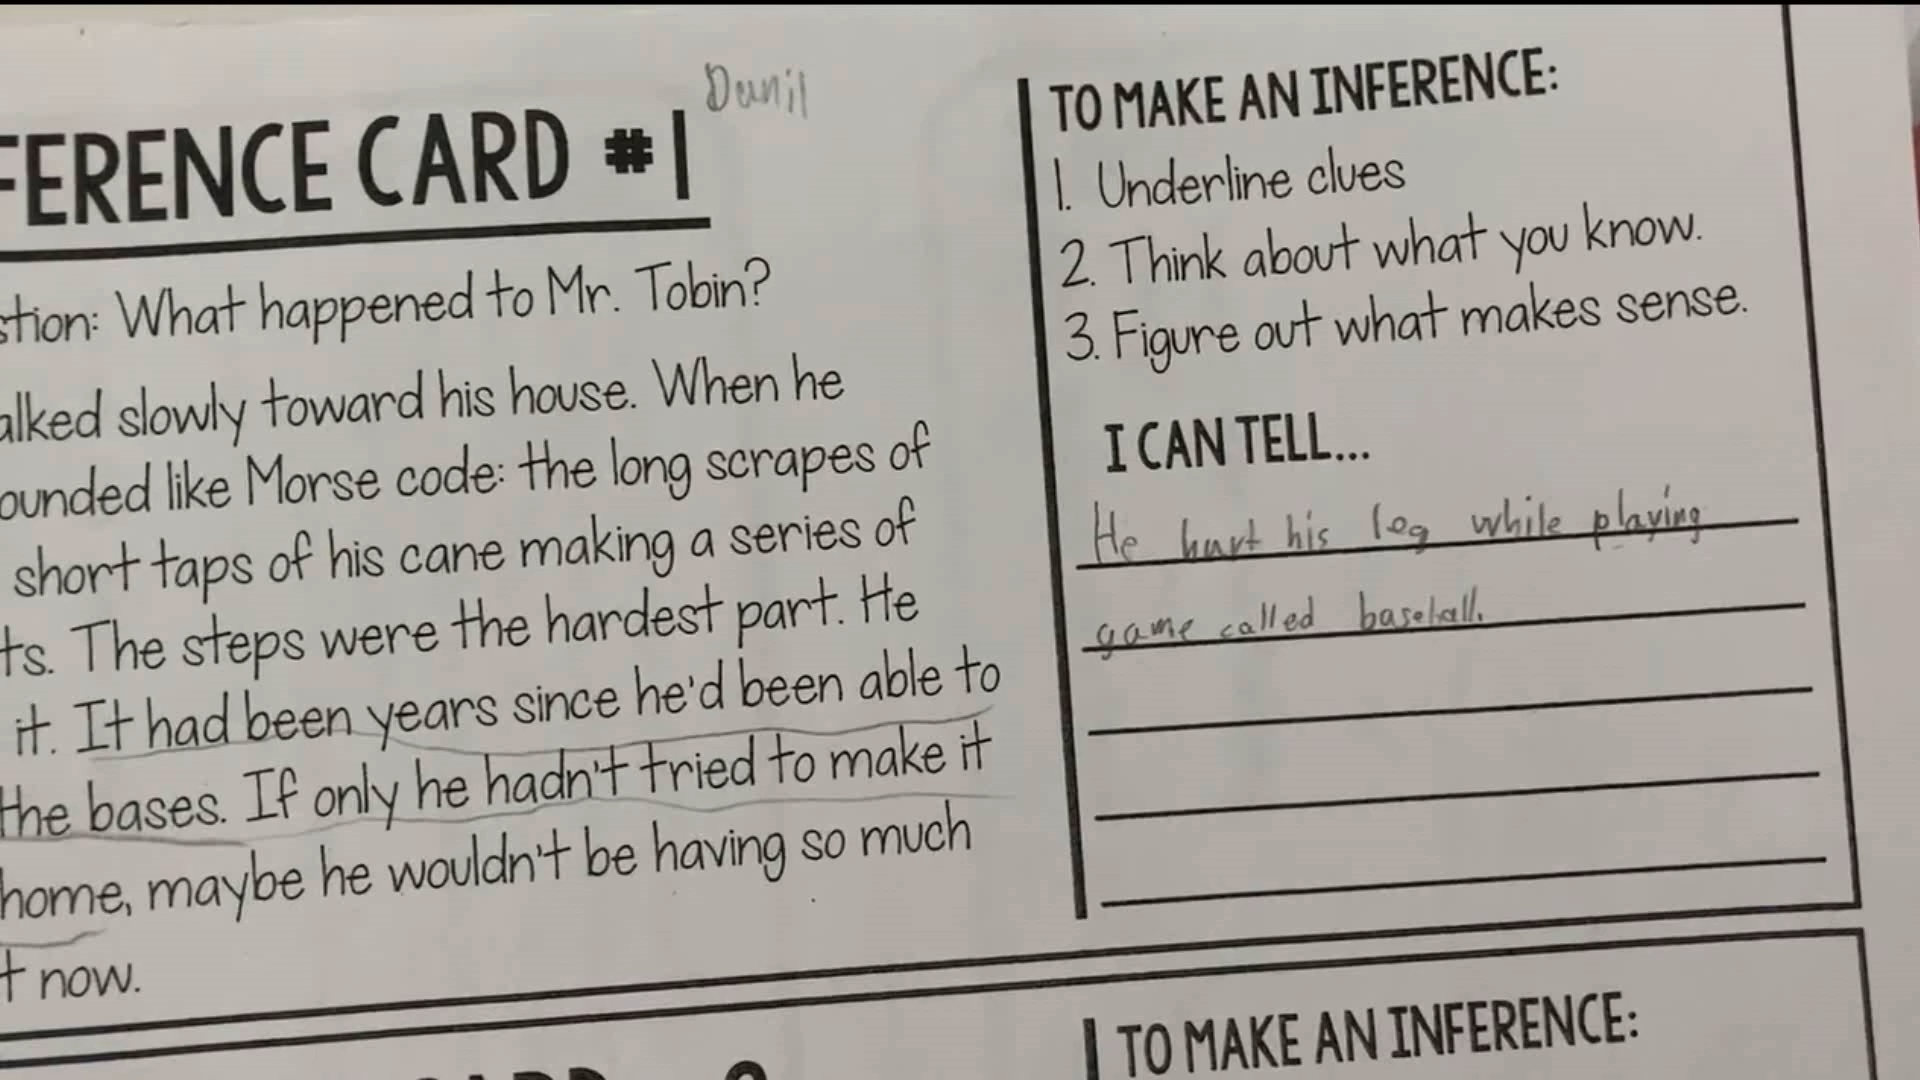 Danil
FERENCE CARD #1
stion: What happened to Mr. Tobin?
alked slowly toward his house. When he
ounded like Morse code: the long scrapes of
short taps of his cane making a series of
ts. The steps were the hardest part. He
it. It had been years since he'd been able to
the bases. If only he hadn't tried to make it
home, maybe he wouldn't be having so much
t now.
TO MAKE AN INFERENCE:
1. Underline clues
2. Think about what you know.
3. Figure out what makes sense.
I CAN TELL...
He hurt his leg while playing
game called baseball.
TO MAKE AN INFERENCE: